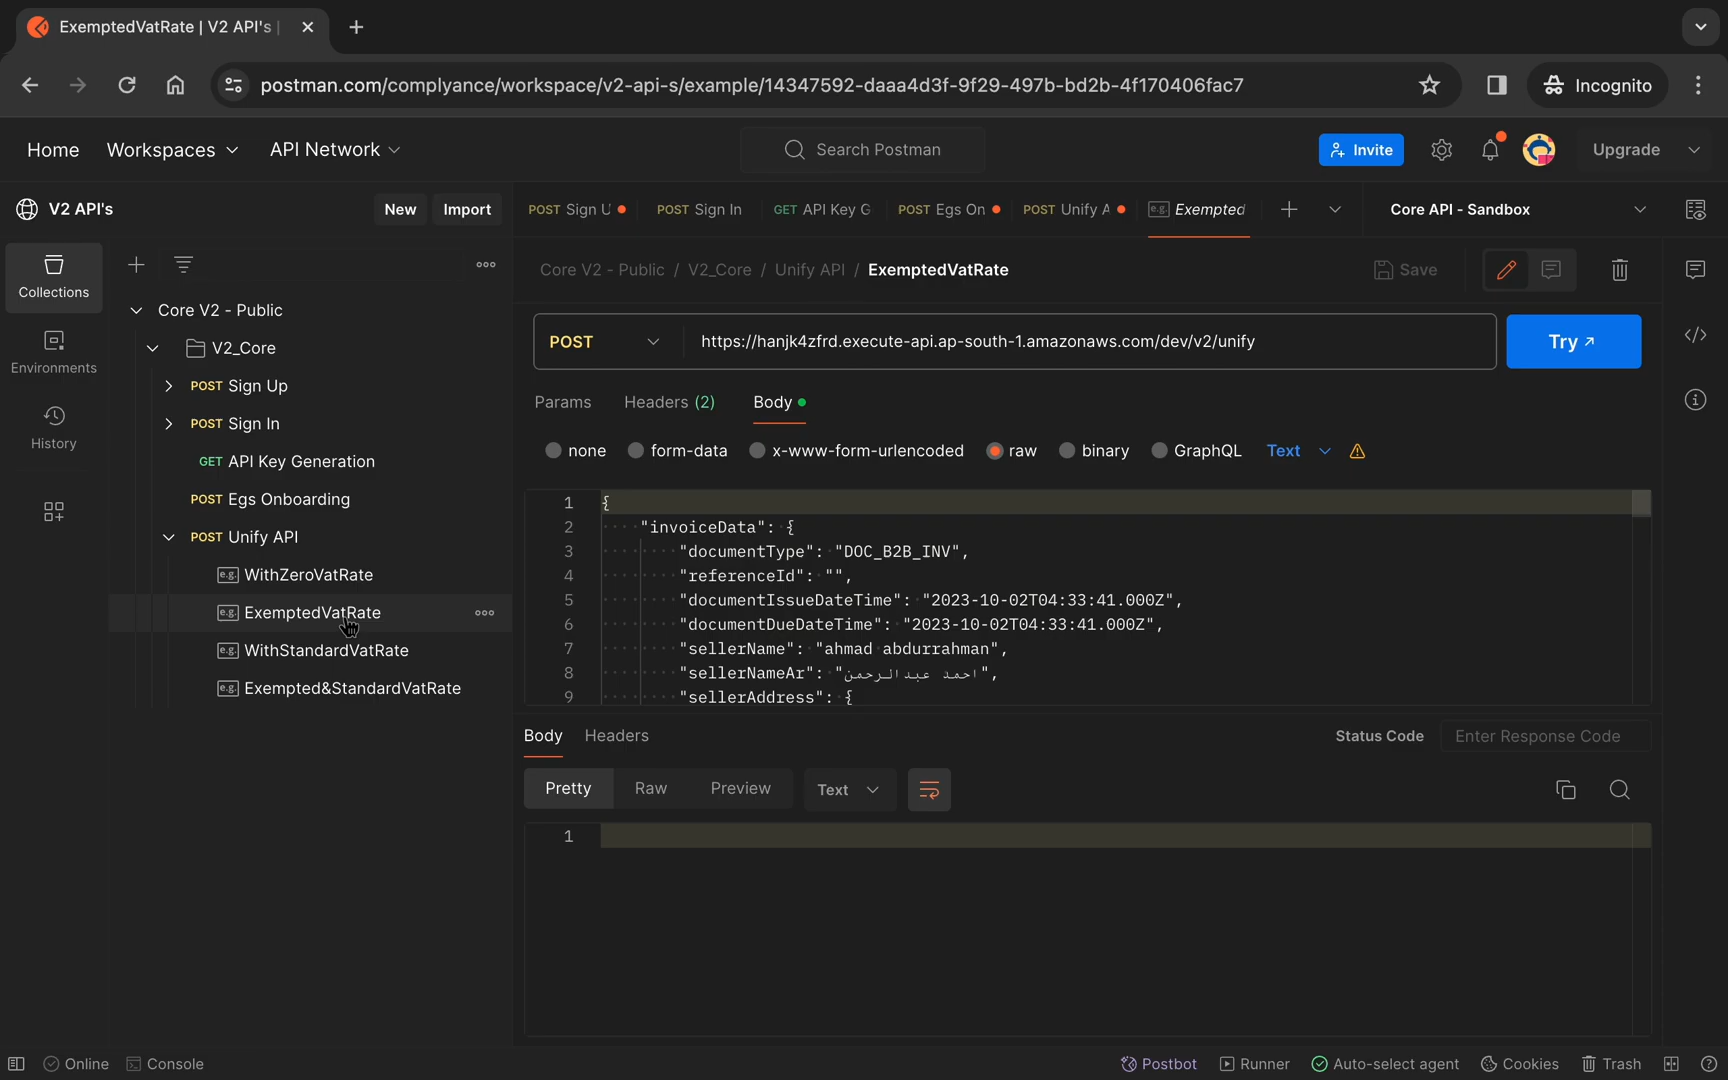 ExemptedVatRate | V2 API's
postman.com/complyance/workspace/v2-api-s/example/14347592-daaa4d3f-9f29-497b-bd2b-4f170406fac7
Incognito
Home
Workspaces
API Network
Search Postman
Invite
Upgrade
V2 API's
New
Import
POST Sign U
POST Sign In
GET API Key G
POST Egs On
POST Unify A
e.g. Exempted
Core API - Sandbox
Collections
Environments
History
Core V2 - Public
V2_Core
POST Sign Up
POST Sign In
GET API Key Generation
POST Egs Onboarding
POST Unify API
e.g. WithZeroVatRate
e.g. ExemptedVatRate
e.g. WithStandardVatRate
e.g. Exempted&StandardVatRate
Core V2 - Public / V2_Core / Unify API / ExemptedVatRate
Save
POST
https://hanjk4zfrd.execute-api.ap-south-1.amazonaws.com/dev/v2/unify
Try
Params
Headers (2)
Body
none
form-data
x-www-form-urlencoded
raw
binary
GraphQL
Text
1 {
2 "invoiceData": {
3 "documentType": "DOC_B2B_INV",
4 "referenceId": "",
5 "documentIssueDateTime": "2023-10-02T04:33:41.000Z",
6 "documentDueDateTime": "2023-10-02T04:33:41.000Z",
7 "sellerName": "ahmad abdurrahman",
8 "sellerNameAr": "احمد عبدالرحمن",
9 "sellerAddress": {
Body
Headers
Status Code
Enter Response Code
Pretty
Raw
Preview
Text
1
Online
Console
Postbot
Runner
Auto-select agent
Cookies
Trash